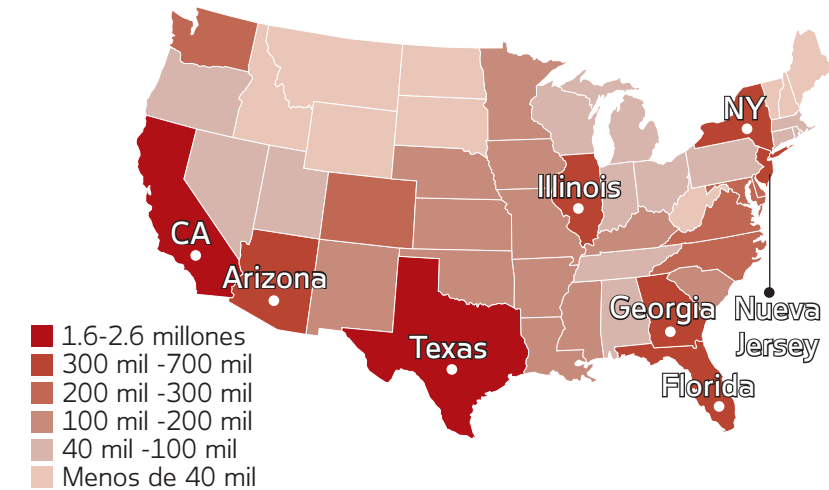 NY
Illinois
CA
Arizona
Georgia
Nueva
Jersey
Texas
Florida
1.6-2.6 millones
300 mil -700 mil
200 mil -300 mil
100 mil -200 mil
40 mil -100 mil
Menos de 40 mil